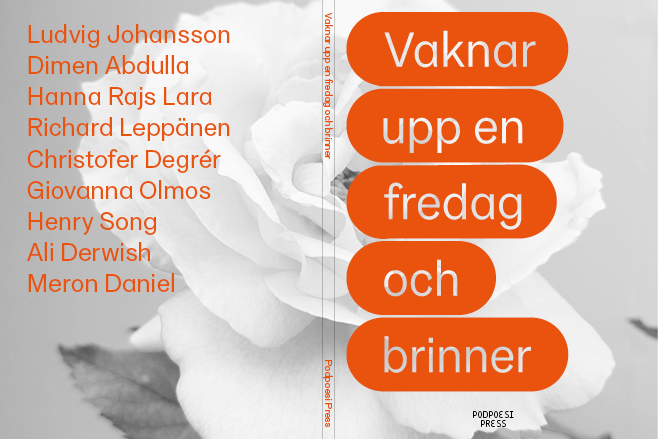 Ludvig Johansson
Dimen Abdulla
Hanna Rajs Lara
Richard Leppänen
Christofer Degrér
Giovanna Olmos
Henry Song
Ali Derwish
Meron Daniel
Vaknar upp en fredag och brinner
Podpoesi Press
Vaknar
upp en
fredag
och
brinner
PODPOESI
PRESS